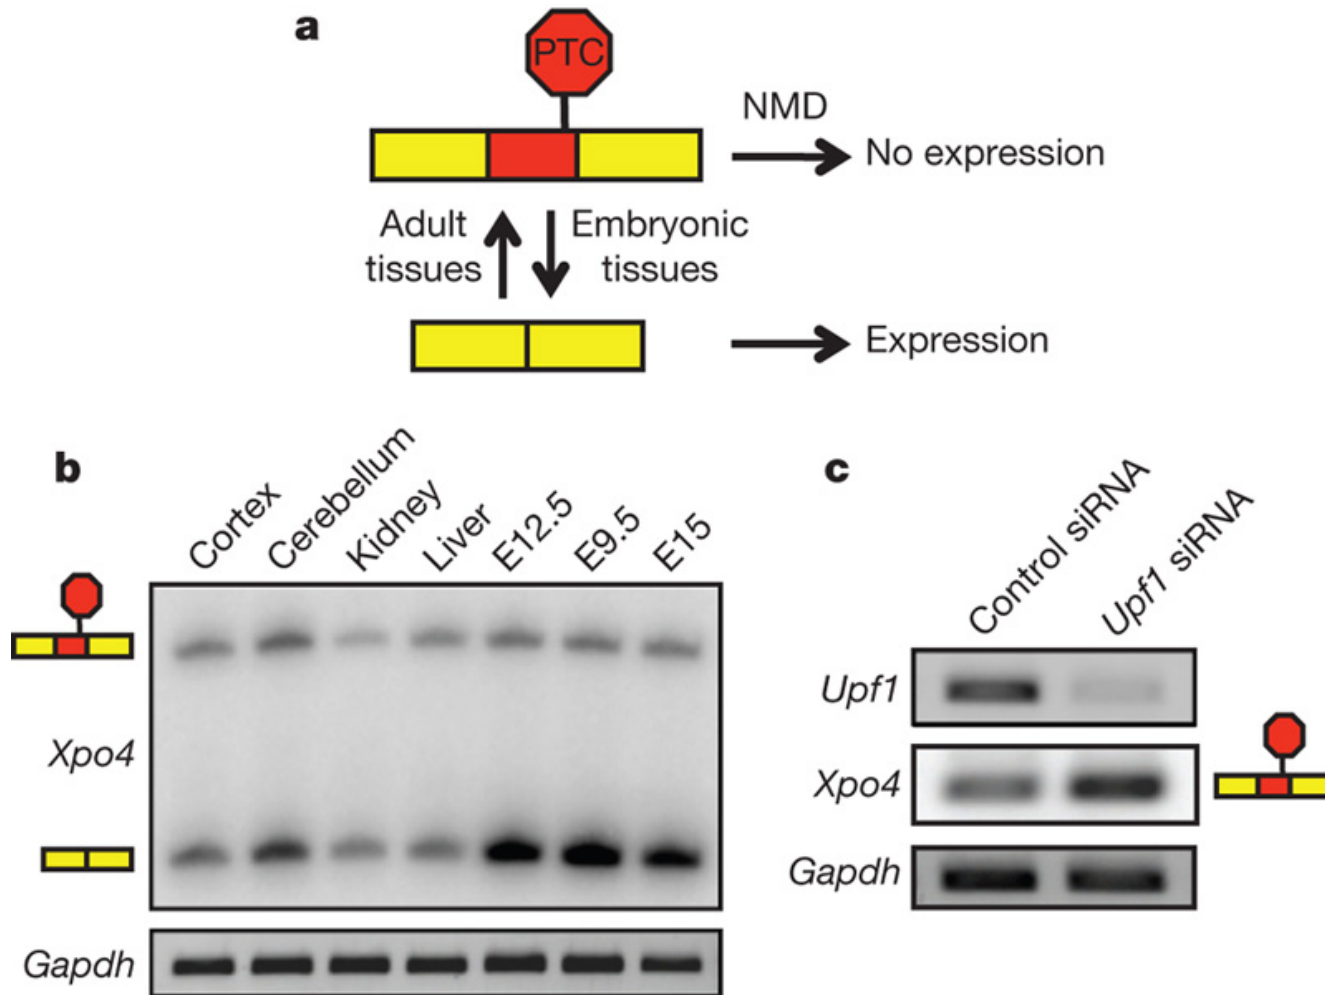 a
PTC
NMD
No expression
Adult
tissues
Embryonic
tissues
Expression
b
Cortex
Cerebellum
Kidney
Liver
E12.5
E9.5
E15
Xpo4
Gapdh
c
Control siRNA
Upf1 siRNA
Upf1
Xpo4
Gapdh